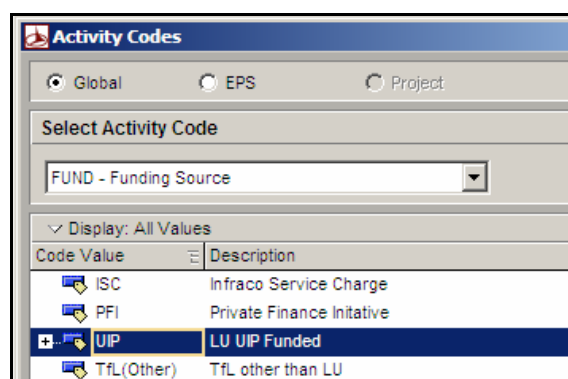 Activity Codes
Global EPS Project
Select Activity Code
FUND - Funding Source
Display: All Values
Code Value Description
ISC Infraco Service Charge
PFI Private Finance Initative
UIP LU UIP Funded
TfL(Other) TfL other than LU